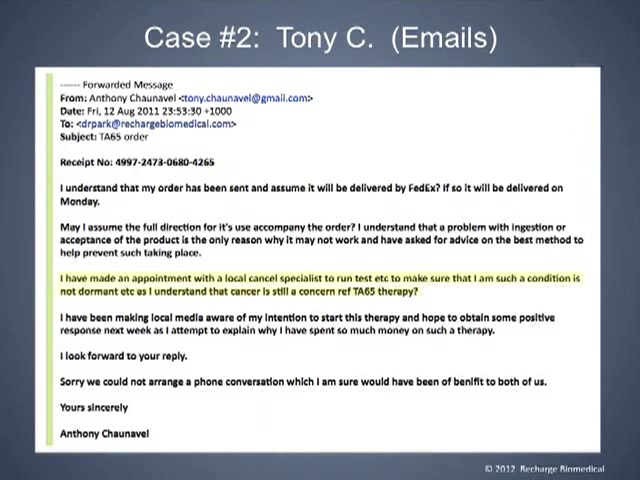 Case #2: Tony C. (Emails)
------ Forwarded Message
From: Anthony Chaunavel <tony.chaunavel@gmail.com>
Date: Fri, 12 Aug 2011 23:53:30 +1000
To: <drpark@rechargebiomedical.com>
Subject: TA65 order
Receipt No: 4997-2473-0680-4265
I understand that my order has been sent and assume it will be delivered by FedEx? If so it will be delivered on
Monday.
May I assume the full direction for it's use accompany the order? I understand that a problem with ingestion or
acceptance of the product is the only reason why it may not work and have asked for advice on the best method to
help prevent such taking place.
I have made an appointment with a local cancel specialist to run test etc to make sure that I am such a condition is
not dormant etc as I understand that cancer is still a concern ref TA65 therapy?
I have been making local media aware of my intention to start this therapy and hope to obtain some positive
response next week as I attempt to explain why I have spent so much money on such a therapy.
I look forward to your reply.
Sorry we could not arrange a phone conversation which I am sure would have been of benifit to both of us.
Yours sincerely
Anthony Chaunavel
© 2012 Recharge Biomedical